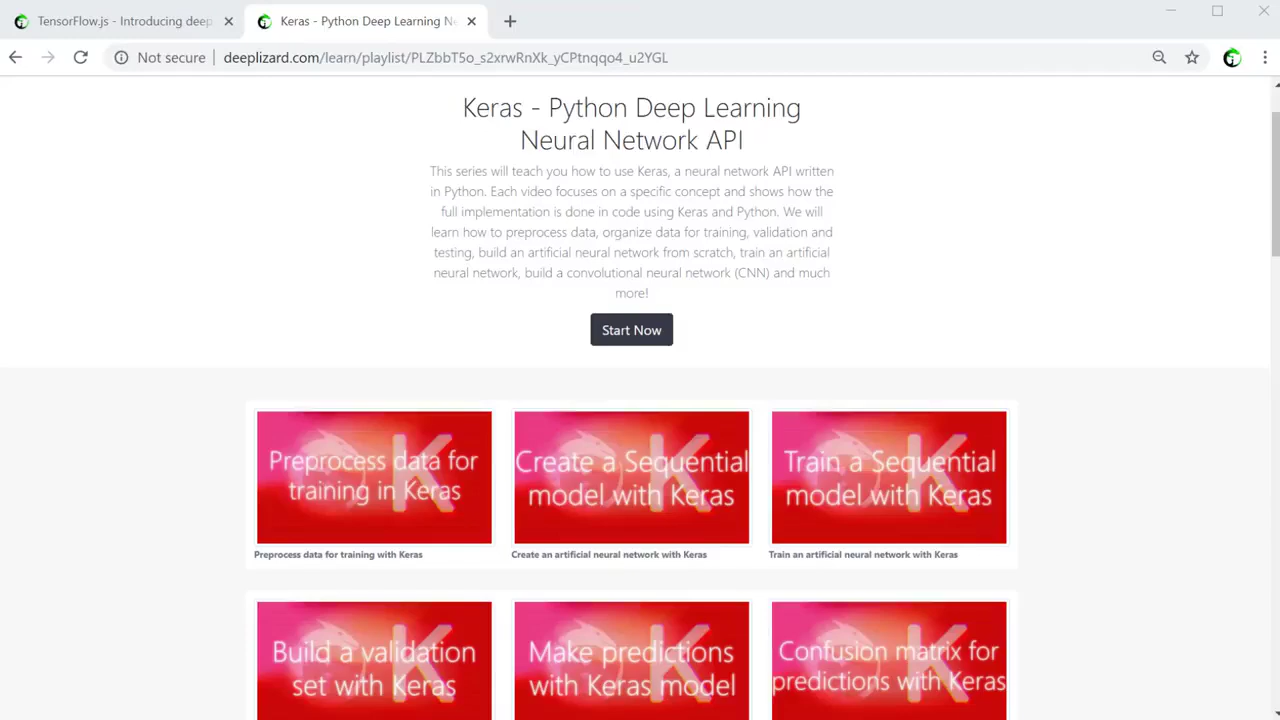 TensorFlow.js - Introducing deep
Keras - Python Deep Learning Ne
Not secure | deeplizard.com/learn/playlist/PLZbbT5o_s2xrwRnXk_yCPtnqqo4_u2YGL
Keras - Python Deep Learning
Neural Network API
This series will teach you how to use Keras, a neural network API written
in Python. Each video focuses on a specific concept and shows how the
full implementation is done in code using Keras and Python. We will
learn how to preprocess data, organize data for training, validation and
testing, build an artificial neural network from scratch, train an artificial
neural network, build a convolutional neural network (CNN) and much
more!
Start Now
K
Preprocess data for
training in Keras
Preprocess data for training with Keras
K
Create a Sequential
model with Keras
Create an artificial neural network with Keras
K
Train a Sequential
model with Keras
Train an artificial neural network with Keras
K
Build a validation
set with Keras
K
Make predictions
with Keras model
K
Confusion matrix for
predictions with Keras